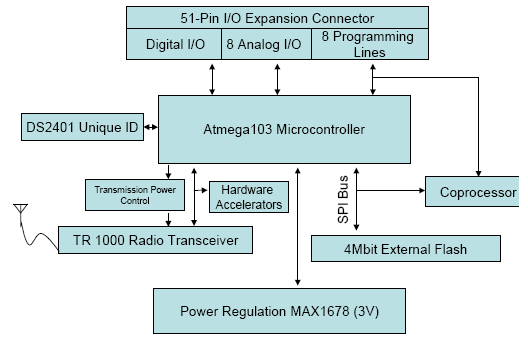 51-Pin I/O Expansion Connector
Digital I/O
8 Analog I/O
8 Programming
Lines
DS2401 Unique ID
Atmega103 Microcontroller
Transmission Power
Control
Hardware
Accelerators
SPI Bus
Coprocessor
TR 1000 Radio Transceiver
4Mbit External Flash
Power Regulation MAX1678 (3V)